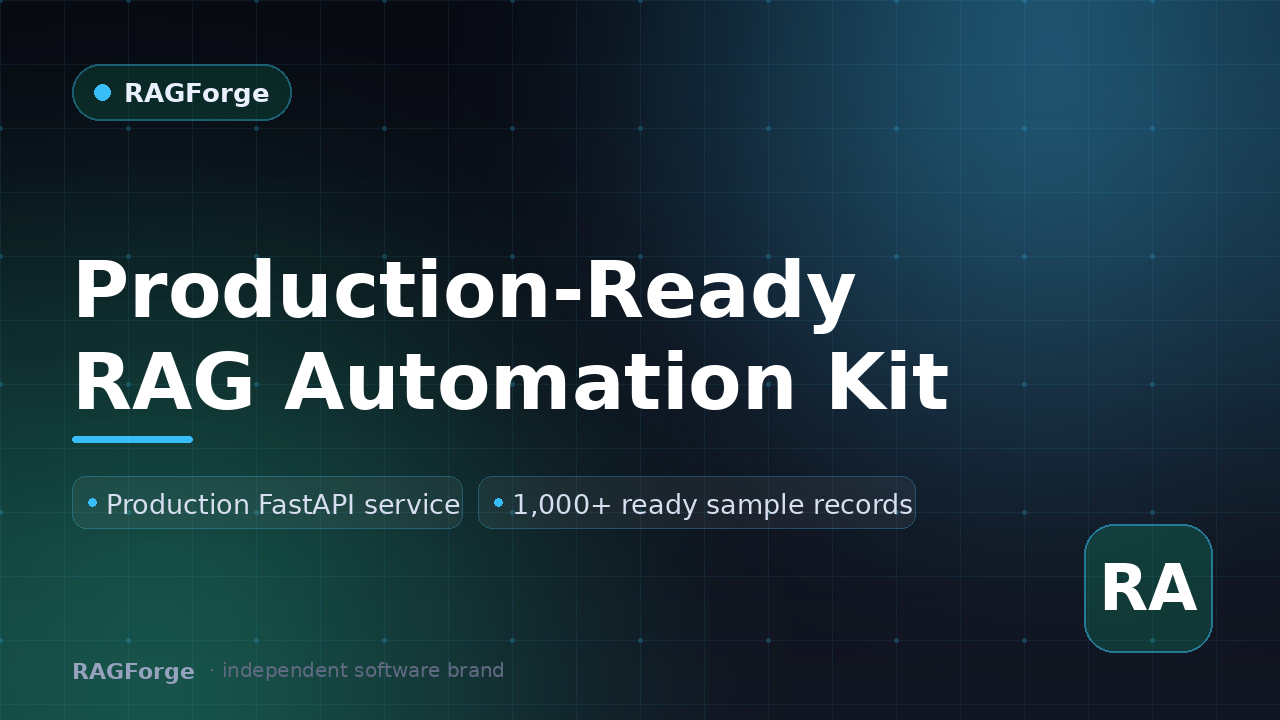 RAGForge
Production-Ready
RAG Automation Kit
Production FastAPI service
1,000+ ready sample records
RA
RAGForge · independent software brand